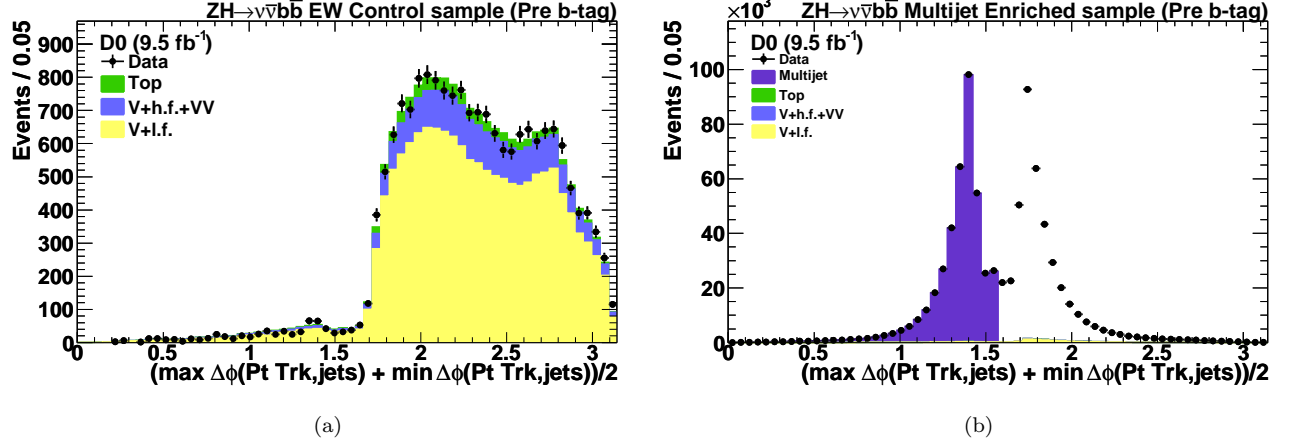 ZH→νν̄bb̄ EW Control sample (Pre b-tag)
Events / 0.05
D0 (9.5 fb⁻¹)
Data
Top
V+h.f.+VV
V+l.f.
900
800
700
600
500
400
300
200
100
0
0 0.5 1 1.5 2 2.5 3
(max Δϕ(Pt Trk,jets) + min Δϕ(Pt Trk,jets))/2
(a)
×10³ ZH→νν̄bb̄ Multijet Enriched sample (Pre b-tag)
Events / 0.05
D0 (9.5 fb⁻¹)
Data
Multijet
Top
V+h.f.+VV
V+l.f.
100
80
60
40
20
0
0 0.5 1 1.5 2 2.5 3
(max Δϕ(Pt Trk,jets) + min Δϕ(Pt Trk,jets))/2
(b)